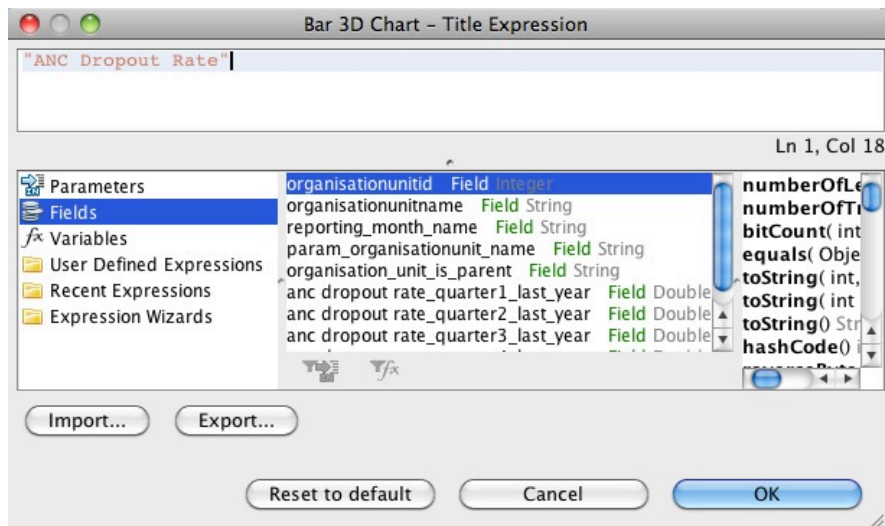 Bar 3D Chart – Title Expression
"ANC Dropout Rate"
Ln 1, Col 18
Parameters
Fields
fx Variables
User Defined Expressions
Recent Expressions
Expression Wizards
organisationunitid Field Integer
organisationunitname Field String
reporting_month_name Field String
param_organisationunit_name Field String
organisation_unit_is_parent Field String
anc dropout rate_quarter1_last_year Field Double
anc dropout rate_quarter2_last_year Field Double
anc dropout rate_quarter3_last_year Field Double
numberOfLe
numberOfTr
bitCount( int
equals( Obje
toString( int,
toString( int
toString() Str
hashCode() i
Import...
Export...
Reset to default
Cancel
OK